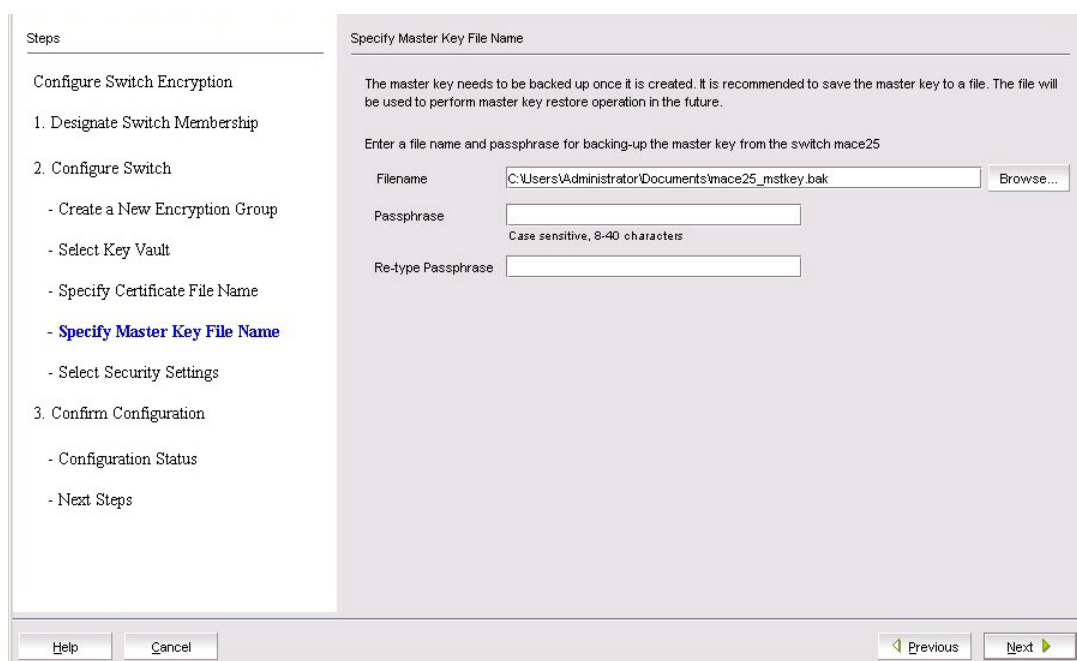 Steps
Configure Switch Encryption
1. Designate Switch Membership
2. Configure Switch
- Create a New Encryption Group
- Select Key Vault
- Specify Certificate File Name
- Specify Master Key File Name
- Select Security Settings
3. Confirm Configuration
- Configuration Status
- Next Steps
Specify Master Key File Name
The master key needs to be backed up once it is created. It is recommended to save the master key to a file. The file will
be used to perform master key restore operation in the future.
Enter a file name and passphrase for backing-up the master key from the switch mace25
Filename C:\Users\Administrator\Documents\mace25_mstkey.bak Browse...
Passphrase
Case sensitive, 8-40 characters
Re-type Passphrase
Help Cancel Previous Next